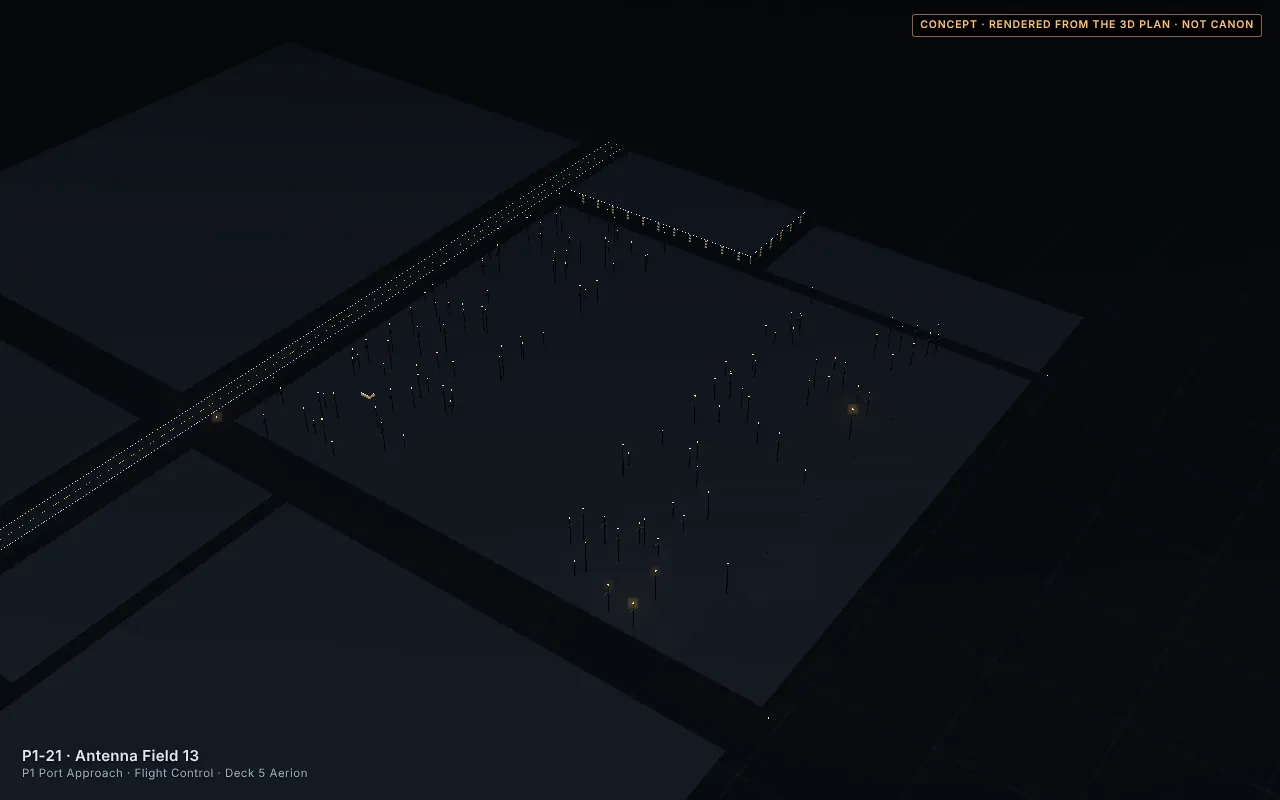 CONCEPT · RENDERED FROM THE 3D PLAN · NOT CANON
P1-21 · Antenna Field 13
P1 Port Approach · Flight Control · Deck 5 Aerion